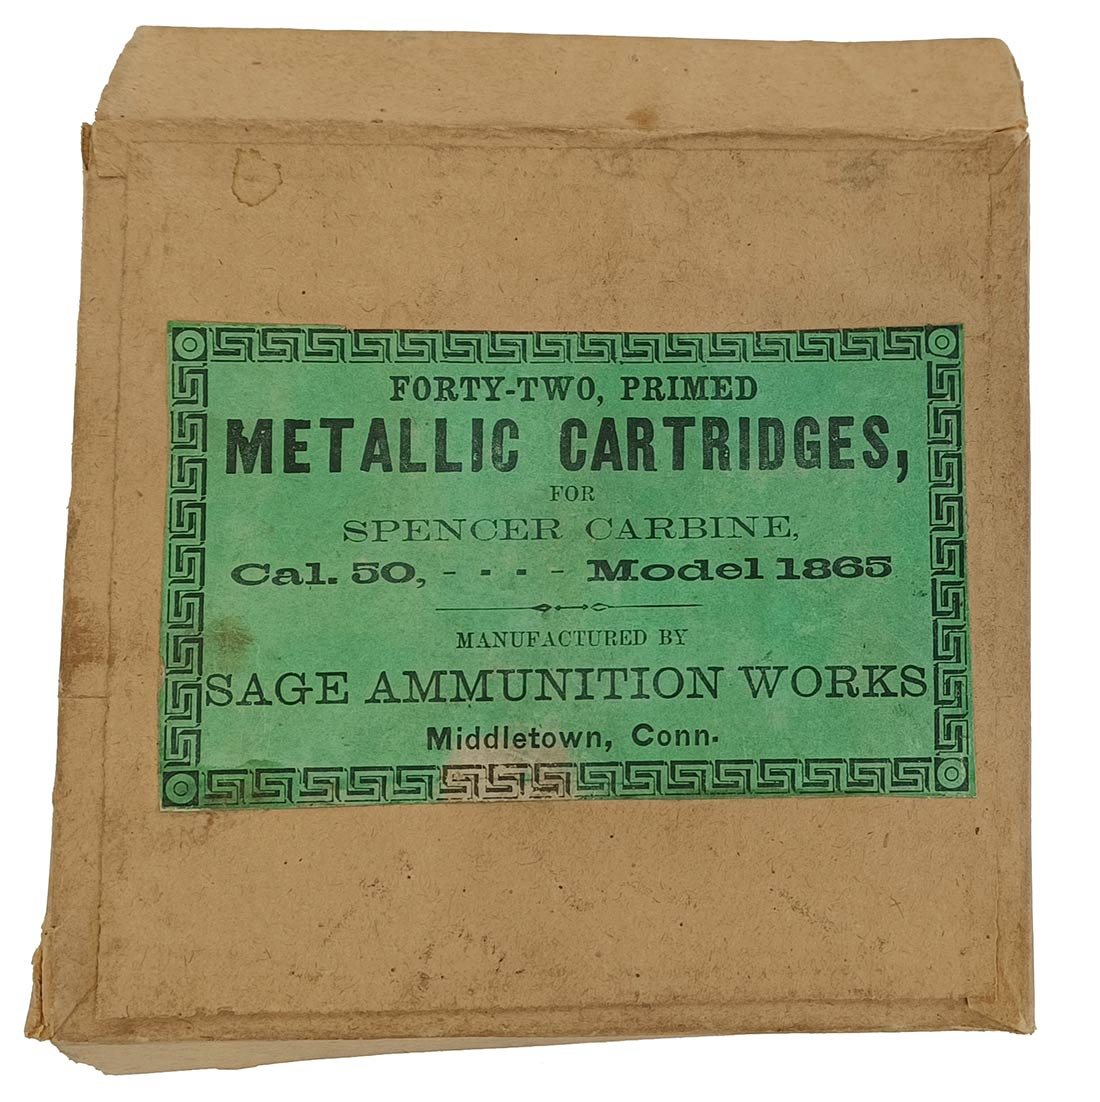 FORTY-TWO, PRIMED
METALLIC CARTRIDGES,
FOR
SPENCER CARBINE,
Cal. 50, - - - - Model 1865
MANUFACTURED BY
SAGE AMMUNITION WORKS
Middletown, Conn.